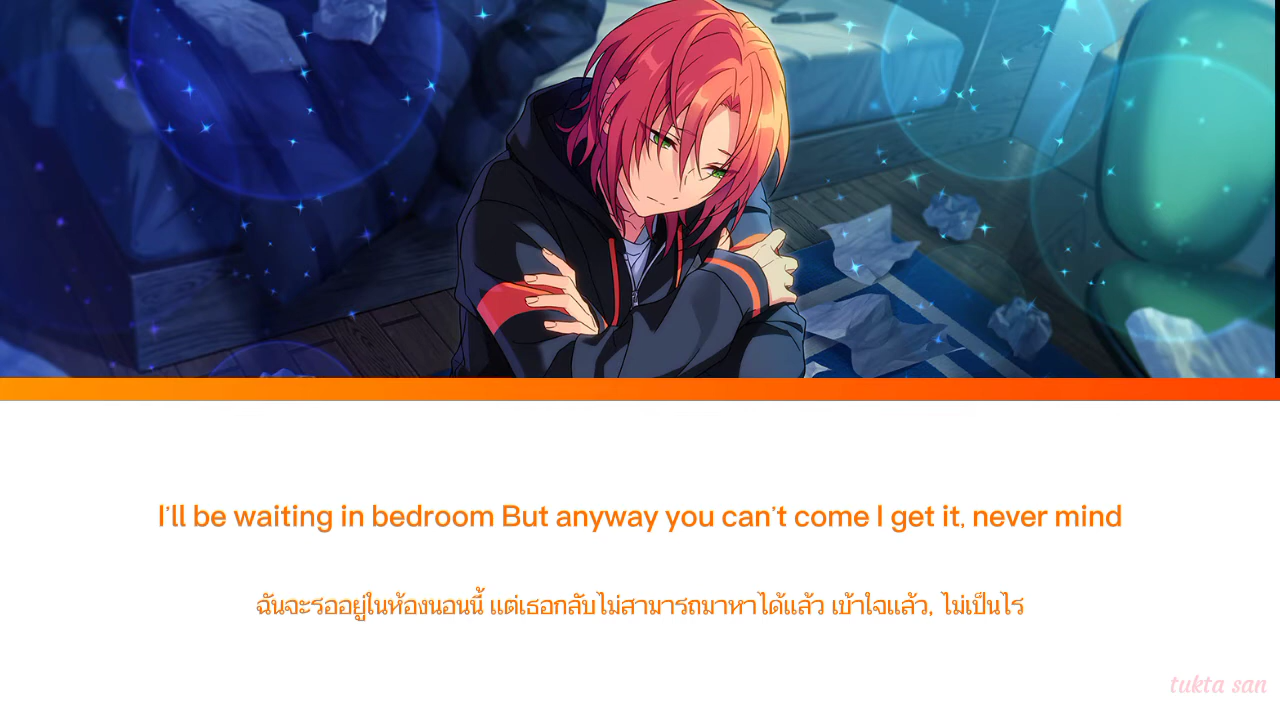 I'll be waiting in bedroom But anyway you can't come I get it, never mind
ฉันจะรออยู่ในห้องนอนนี้ แต่เธอกลับไม่สามารถมาหาได้แล้ว เข้าใจแล้ว, ไม่เป็นไร
tukta san